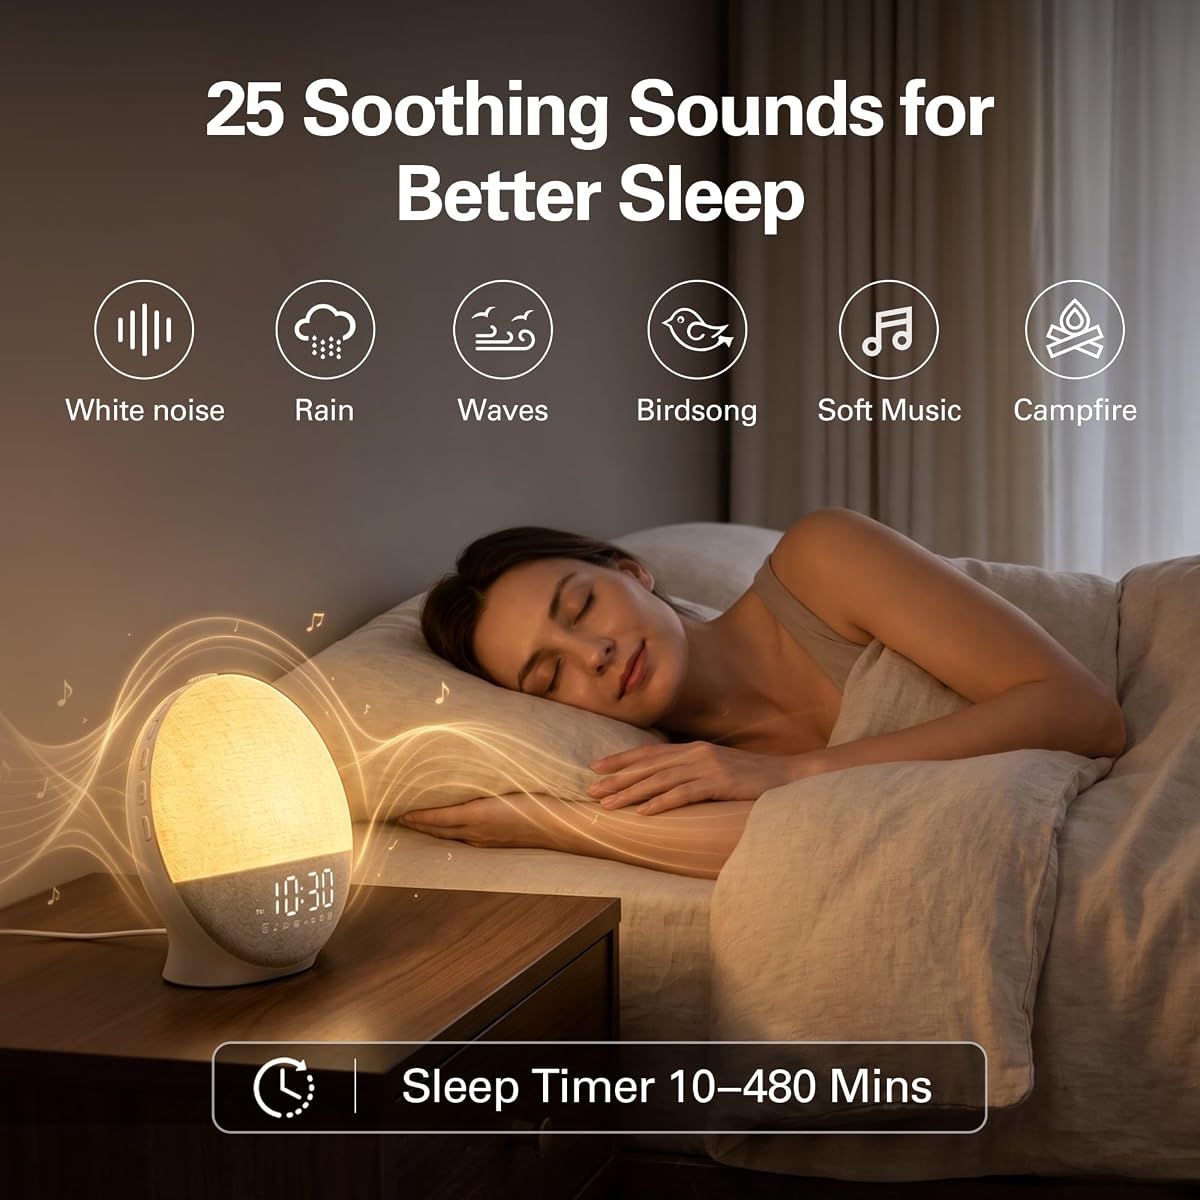 25 Soothing Sounds for
Better Sleep
White noise
Rain
Waves
Birdsong
Soft Music
Campfire
TU 10:30
Sleep Timer 10–480 Mins